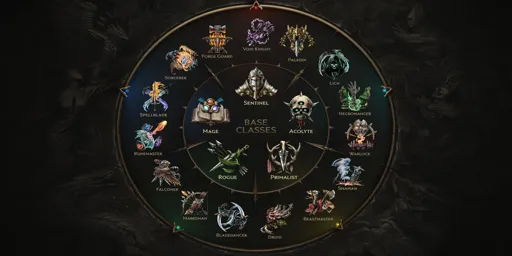 Void Knight
Paladin
Forge Guard
Lich
Sorcerer
Necromancer
Spellblade
Warlock
Runemaster
Shaman
Falconer
Beastmaster
Marksman
Druid
Bladedancer
Sentinel
Mage
Base
Classes
Acolyte
Rogue
Primalist